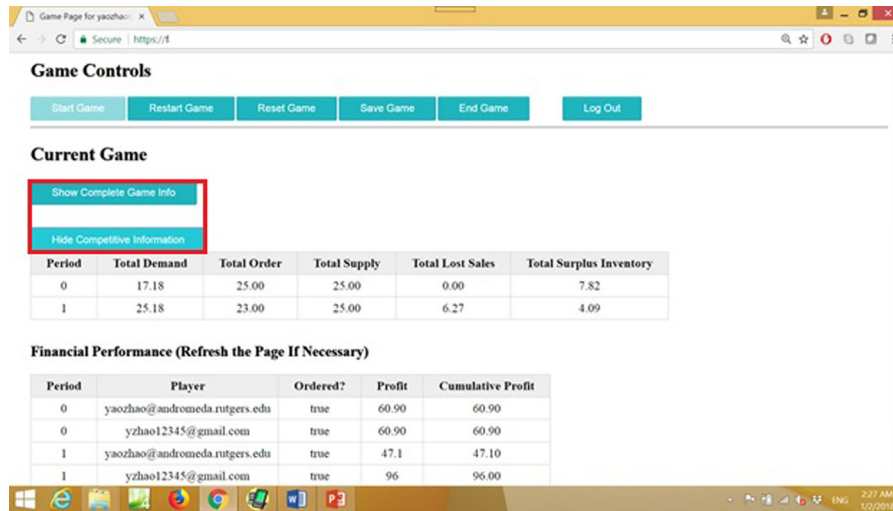 Game Page for yaozhao
Secure https://
Game Controls
Start Game Restart Game Reset Game Save Game End Game Log Out
Current Game
Show Complete Game Info
Hide Competitive Information
Period Total Demand Total Order Total Supply Total Lost Sales Total Surplus Inventory
0 17.18 25.00 25.00 0.00 7.82
1 25.18 23.00 25.00 6.27 4.09
Financial Performance (Refresh the Page If Necessary)
Period Player Ordered? Profit Cumulative Profit
0 yaozhao@andromeda.rutgers.edu true 60.90 60.90
0 yzhao12345@gmail.com true 60.90 60.90
1 yaozhao@andromeda.rutgers.edu true 47.1 47.10
1 yzhao12345@gmail.com true 96 96.00
ENG 2:27 AM